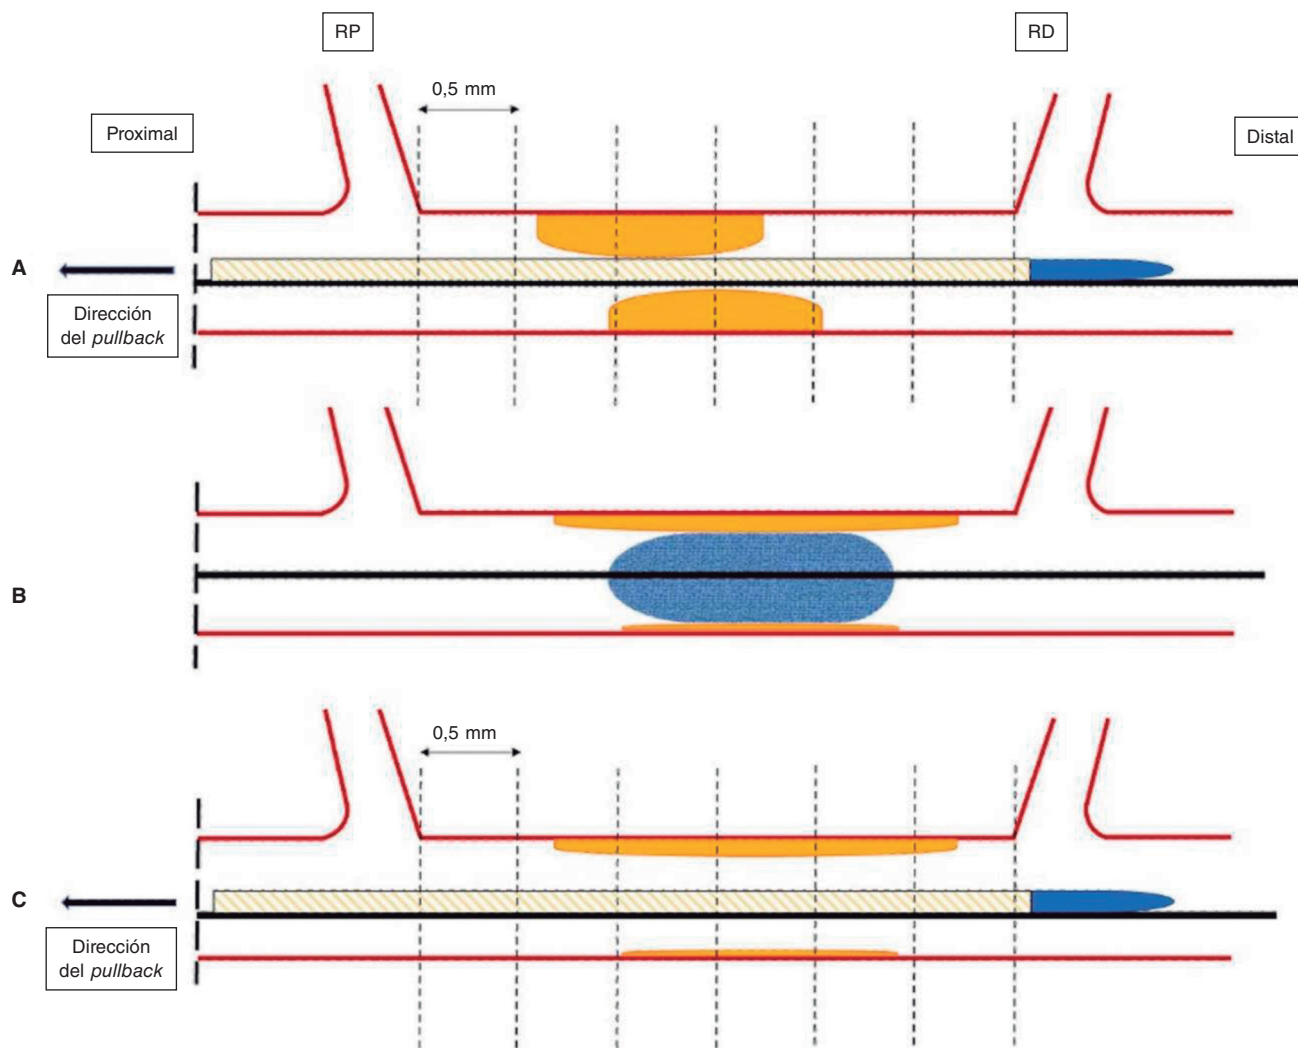 RP
RD
0,5 mm
Proximal
Distal
A
Dirección
del pullback
B
0,5 mm
C
Dirección
del pullback